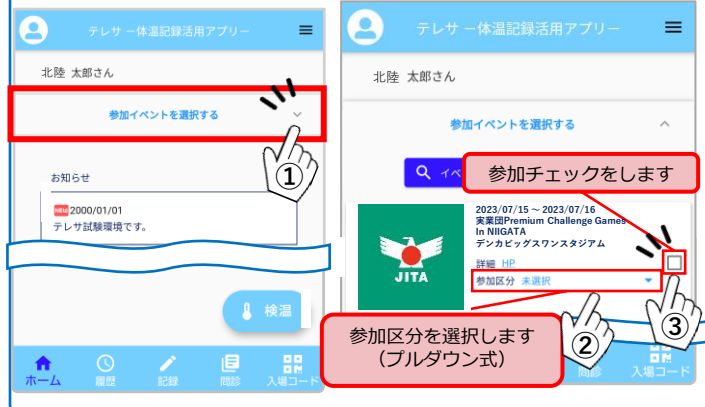 テレサ －体温記録活用アプリ－
北陸 太郎さん
参加イベントを選択する
①
お知らせ
NEW 2000/01/01
テレサ試験環境です。
検温
ホーム
履歴
記録
問診
入場コード
テレサ －体温記録活用アプリ－
北陸 太郎さん
参加イベントを選択する
イベ
参加チェックをします
JITA
2023/07/15 ～ 2023/07/16
実業団Premium Challenge Games
In NIIGATA
デンカビッグスワンスタジアム
詳細 HP
参加区分 未選択
③
②
参加区分を選択します
（プルダウン式）
問診
入場コード